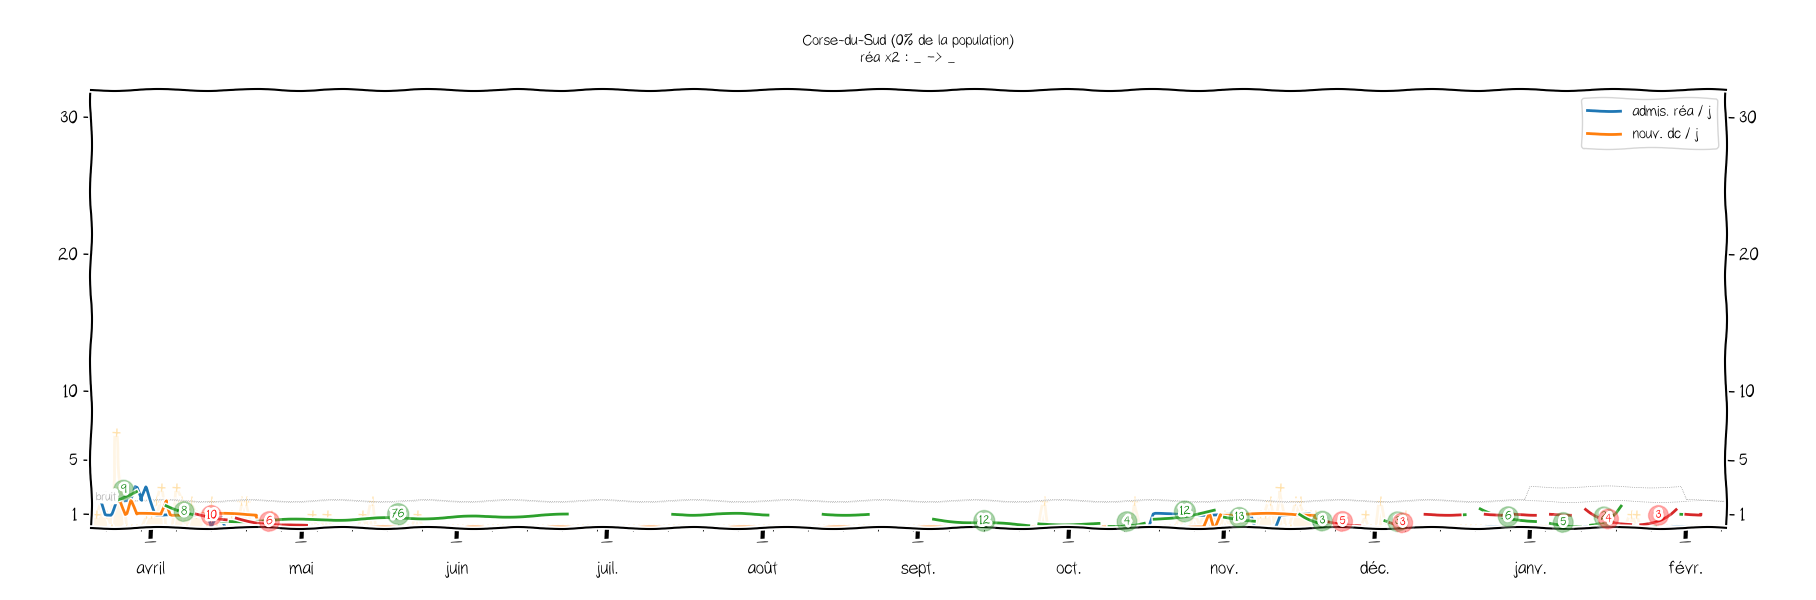 Corse-du-Sud (0% de la population)
réa x2 : _ -> _
30
20
10
5
1
30
20
10
5
1
admis. réa / j
nouv. dc / j
bruit
9
8
10
6
76
12
4
12
13
3
5
3
6
5
4
3
avril
mai
juin
juil.
août
sept.
oct.
nov.
déc.
janv.
févr.